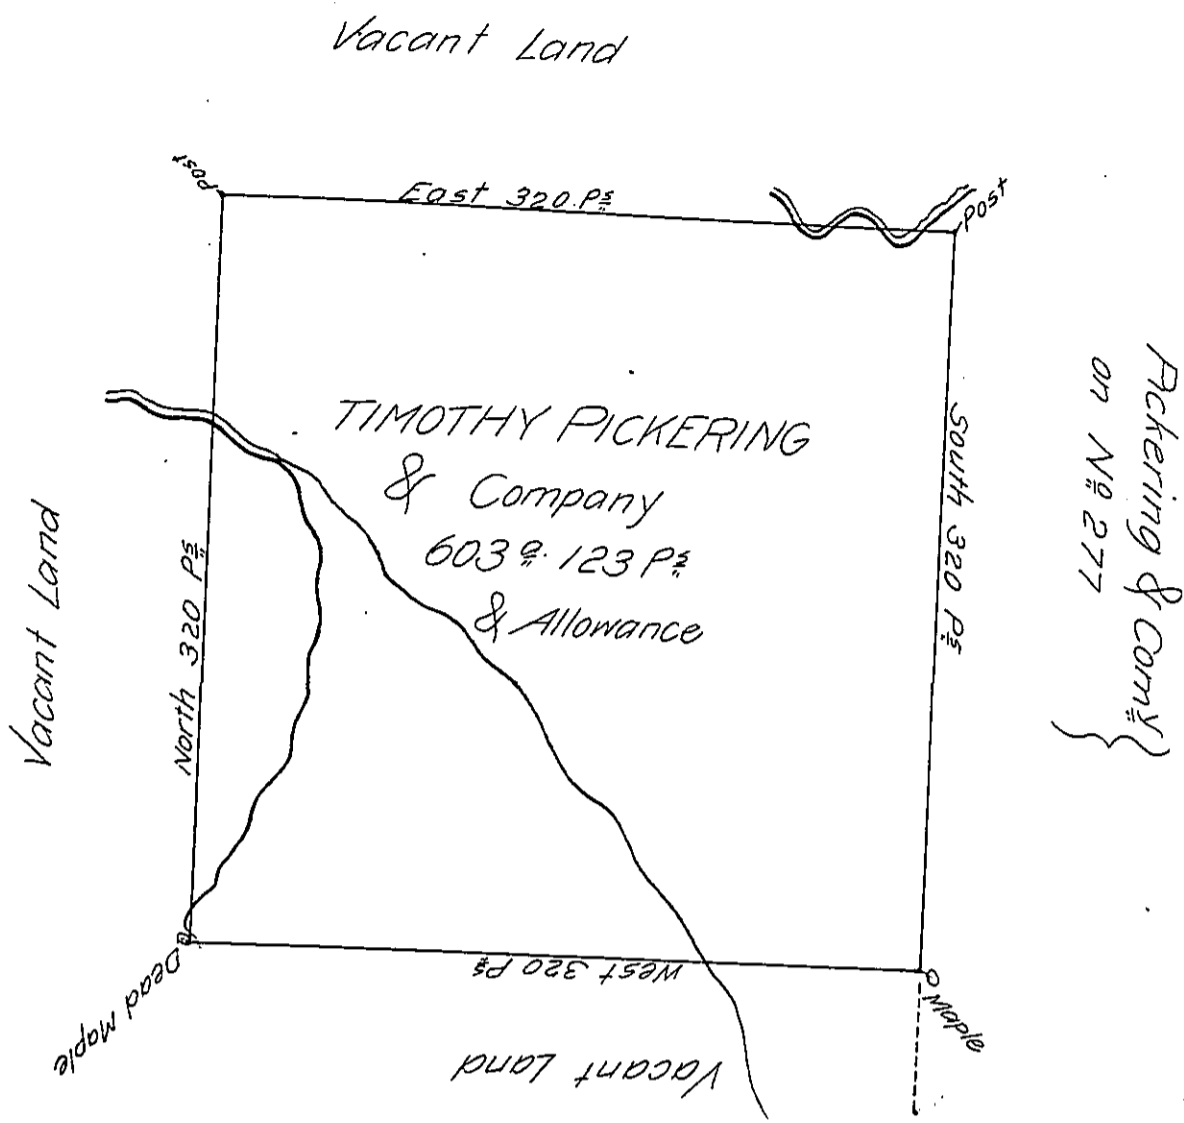 Vacant Land
Post
East 320 Ps
Post
TIMOTHY PICKERING
& Company
603 a. 123 Ps
& Allowance
North 320 Ps
South 320 Ps
Vacant Land
Pickering & Comy }
on No 277 }
West 320 Ps
Dead Maple
Maple
Vacant Land